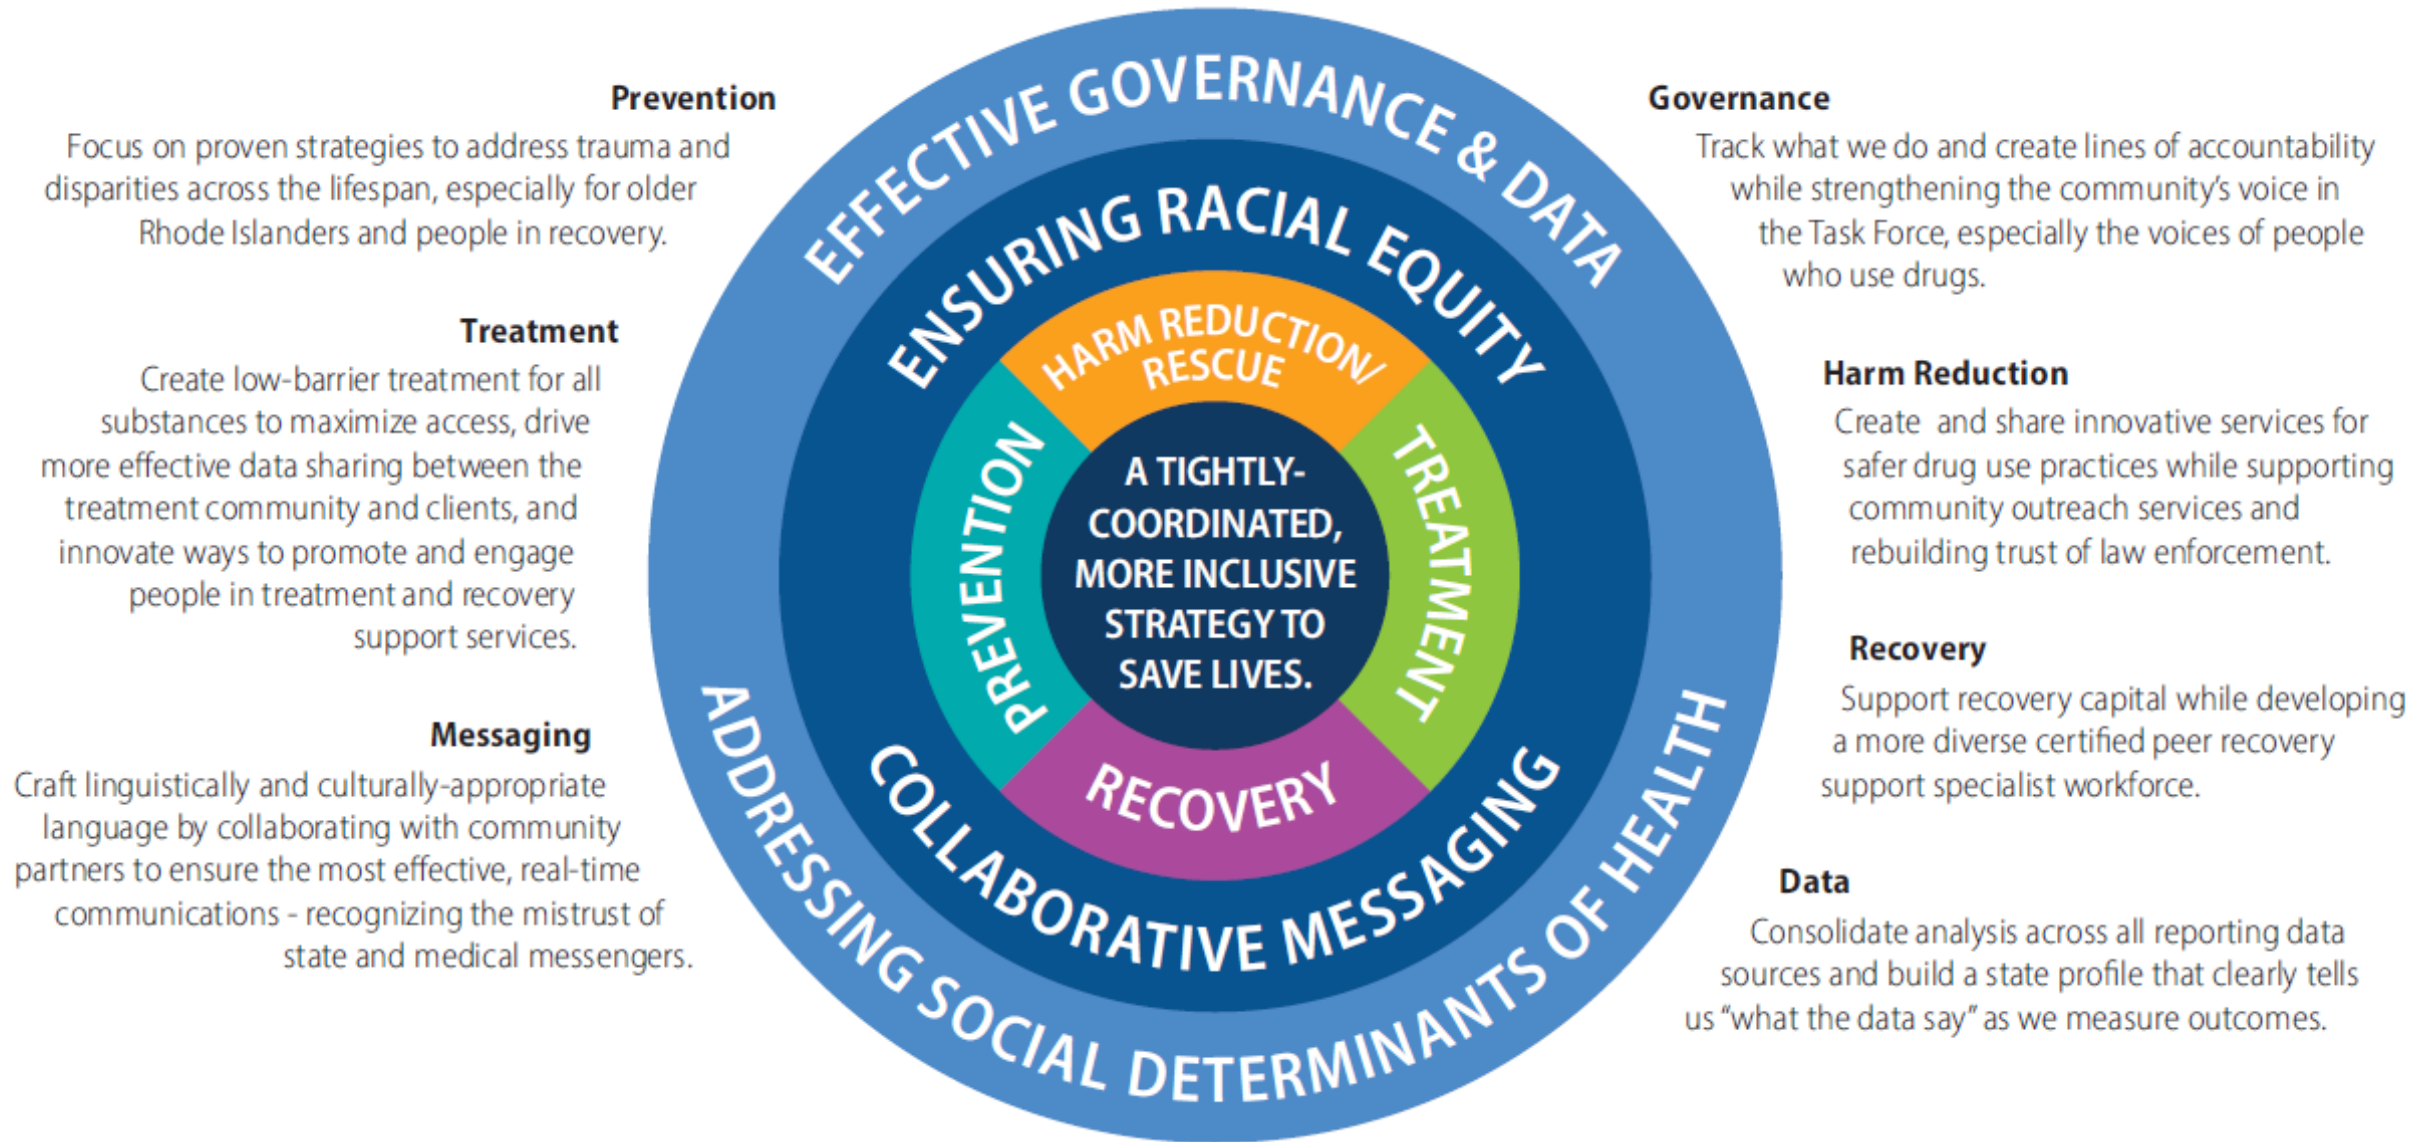 Prevention
Focus on proven strategies to address trauma and
disparities across the lifespan, especially for older
Rhode Islanders and people in recovery.
Treatment
Create low-barrier treatment for all
substances to maximize access, drive
more effective data sharing between the
treatment community and clients, and
innovate ways to promote and engage
people in treatment and recovery
support services.
Messaging
Craft linguistically and culturally-appropriate
language by collaborating with community
partners to ensure the most effective, real-time
communications - recognizing the mistrust of
state and medical messengers.
EFFECTIVE GOVERNANCE & DATA
ENSURING RACIAL EQUITY
HARM REDUCTION/
RESCUE
PREVENTION
A TIGHTLY-
COORDINATED,
MORE INCLUSIVE
STRATEGY TO
SAVE LIVES.
TREATMENT
RECOVERY
COLLABORATIVE MESSAGING
ADDRESSING SOCIAL DETERMINANTS OF HEALTH
Governance
Track what we do and create lines of accountability
while strengthening the community’s voice in
the Task Force, especially the voices of people
who use drugs.
Harm Reduction
Create and share innovative services for
safer drug use practices while supporting
community outreach services and
rebuilding trust of law enforcement.
Recovery
Support recovery capital while developing
a more diverse certified peer recovery
support specialist workforce.
Data
Consolidate analysis across all reporting data
sources and build a state profile that clearly tells
us “what the data say” as we measure outcomes.